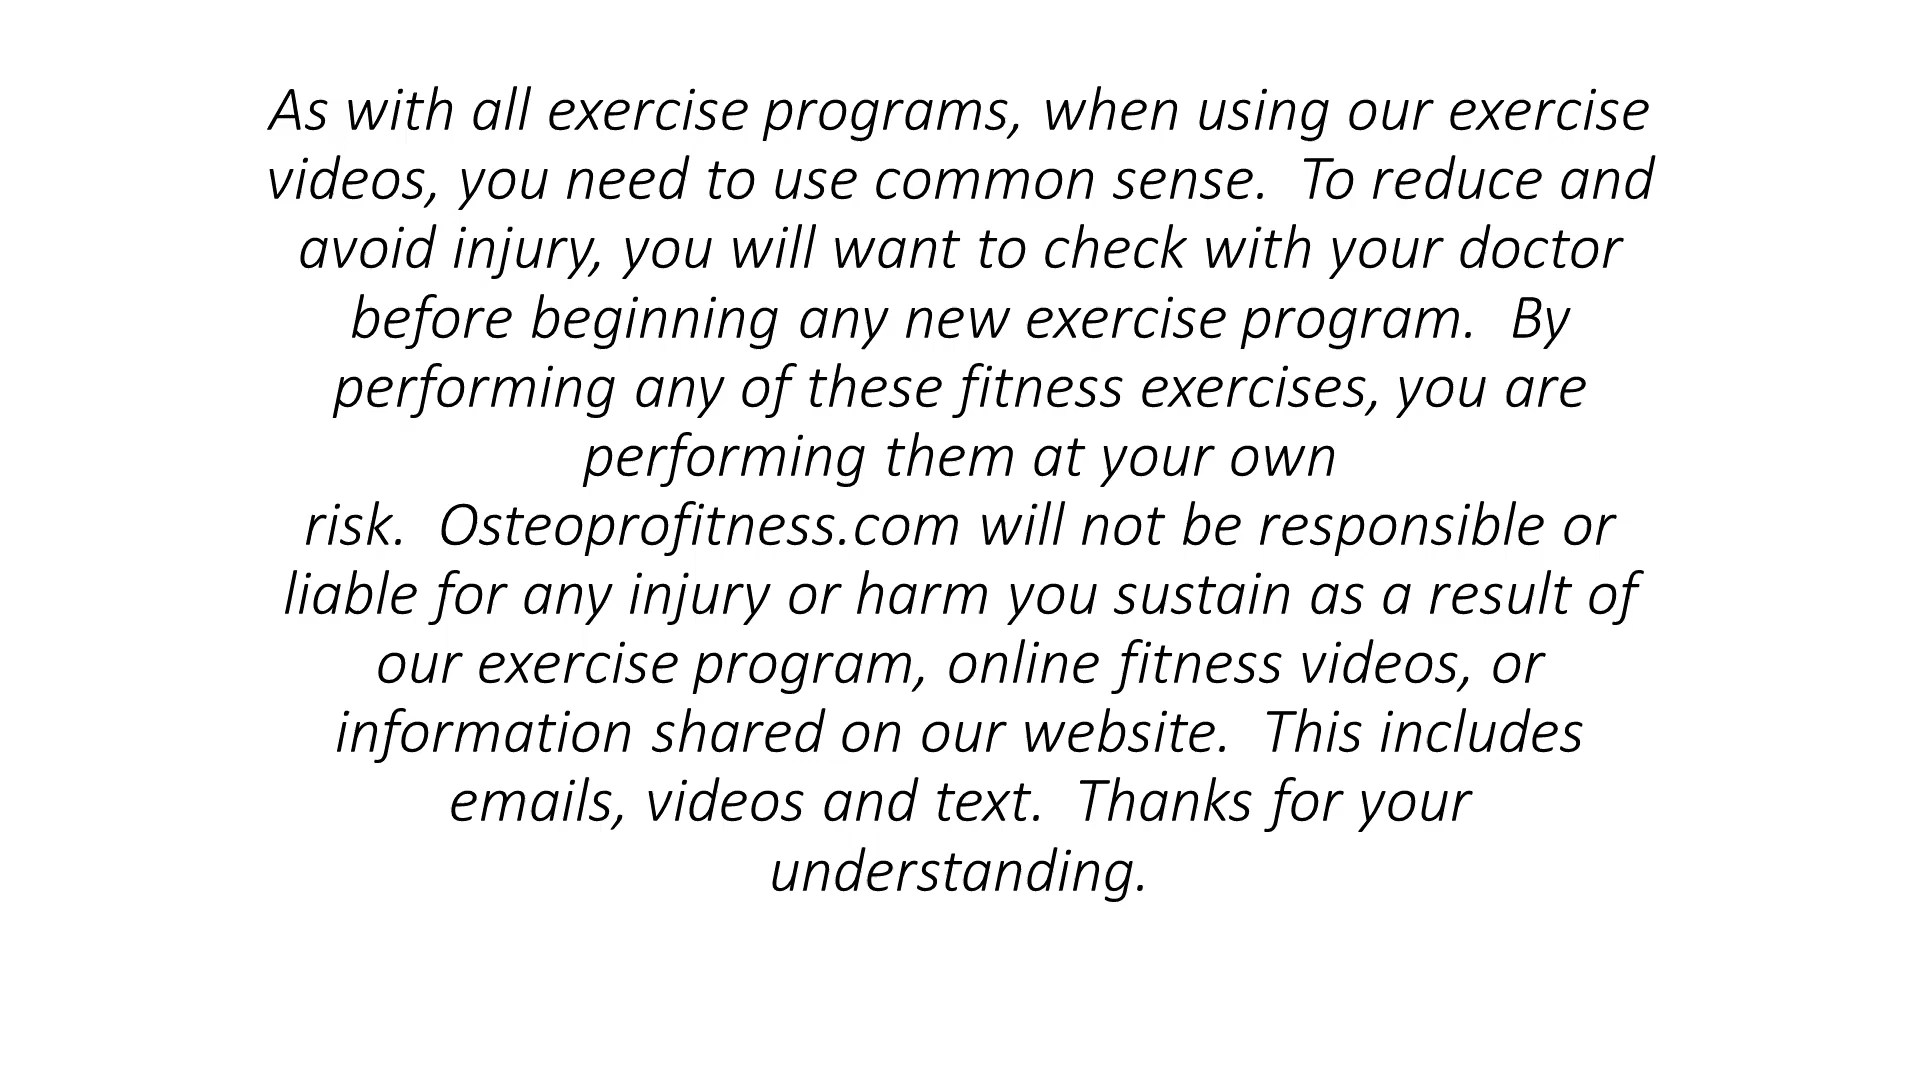 As with all exercise programs, when using our exercise
videos, you need to use common sense.  To reduce and
avoid injury, you will want to check with your doctor
before beginning any new exercise program.  By
performing any of these fitness exercises, you are
performing them at your own
risk.  Osteoprofitness.com will not be responsible or
liable for any injury or harm you sustain as a result of
our exercise program, online fitness videos, or
information shared on our website.  This includes
emails, videos and text.  Thanks for your
understanding.